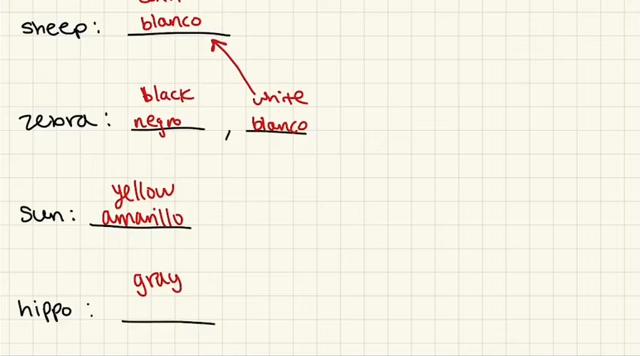 blanco
sheep:
black white
zebra: negro , blanco
yellow
sun: amarillo
gray
hippo: